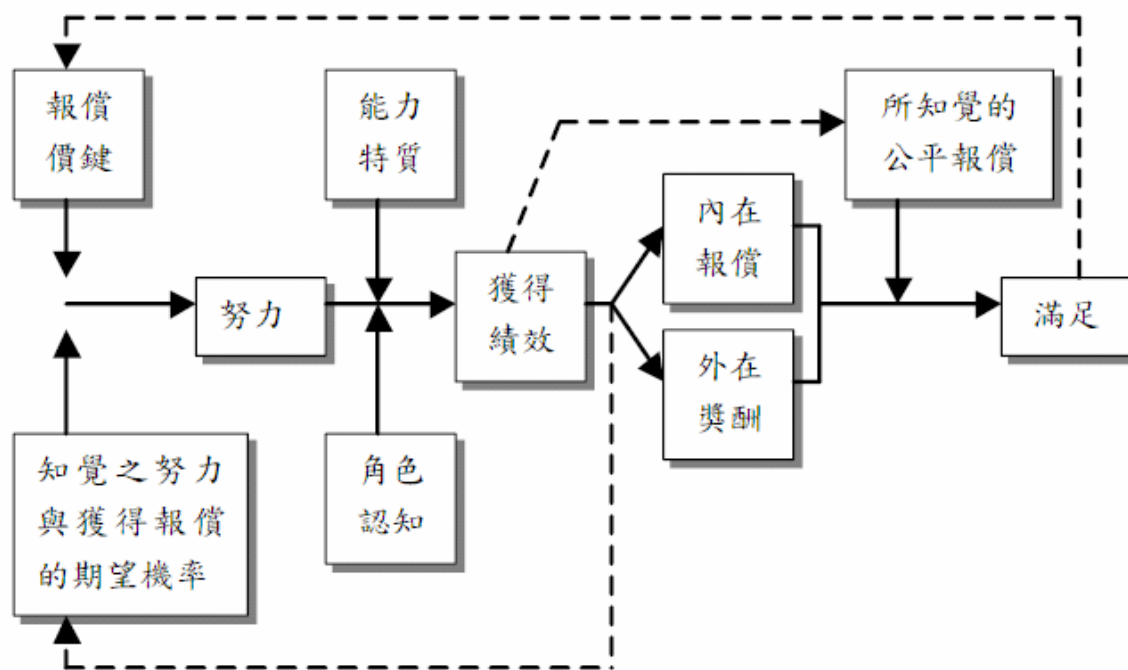 報償
價鍵
能力
特質
所知覺的
公平報償
內在
報償
努力
獲得
績效
滿足
外在
獎酬
知覺之努力
與獲得報償
的期望機率
角色
認知